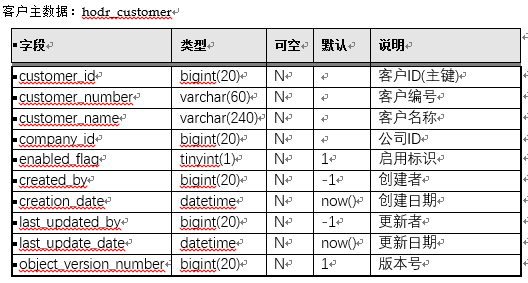 客户主数据：hodr_customer
字段 类型 可空 默认 说明
customer_id bigint(20) N 客户ID(主键)
customer_number varchar(60) N 客户编号
customer_name varchar(240) N 客户名称
company_id bigint(20) N 公司ID
enabled_flag tinyint(1) N 1 启用标识
created_by bigint(20) N -1 创建者
creation_date datetime N now() 创建日期
last_updated_by bigint(20) N -1 更新者
last_update_date datetime N now() 更新日期
object_version_number bigint(20) N 1 版本号